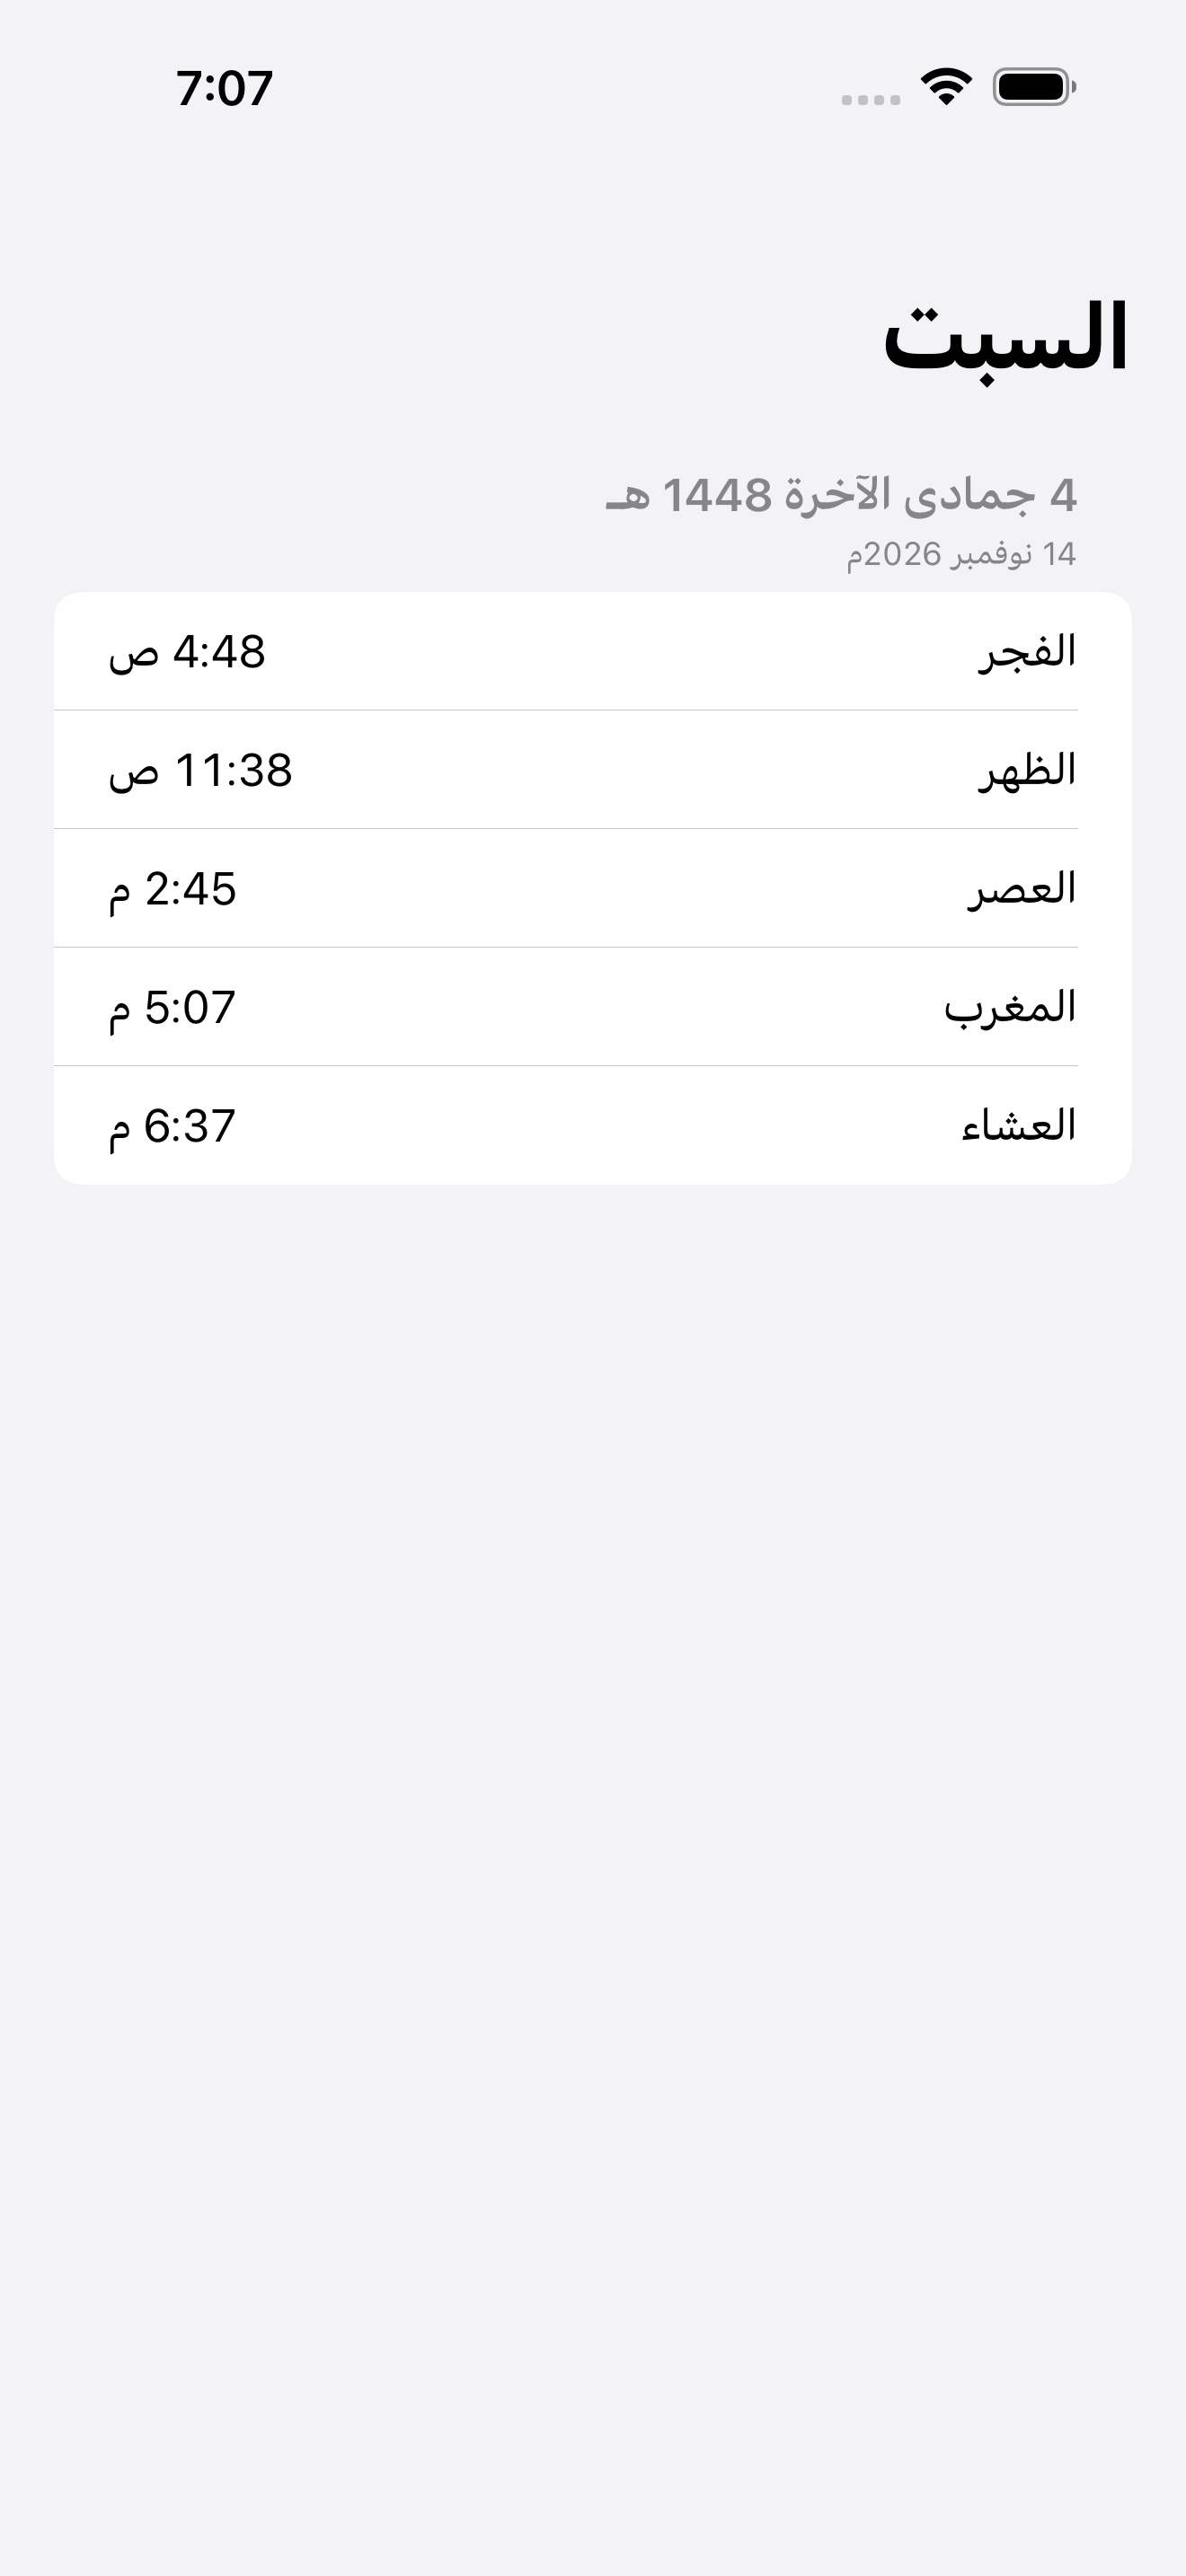 7:07
السبت
4 جمادى الآخرة 1448 هـ
14 نوفمبر 2026م
الفجر 4:48 ص
الظهر 11:38 ص
العصر 2:45 م
المغرب 5:07 م
العشاء 6:37 م